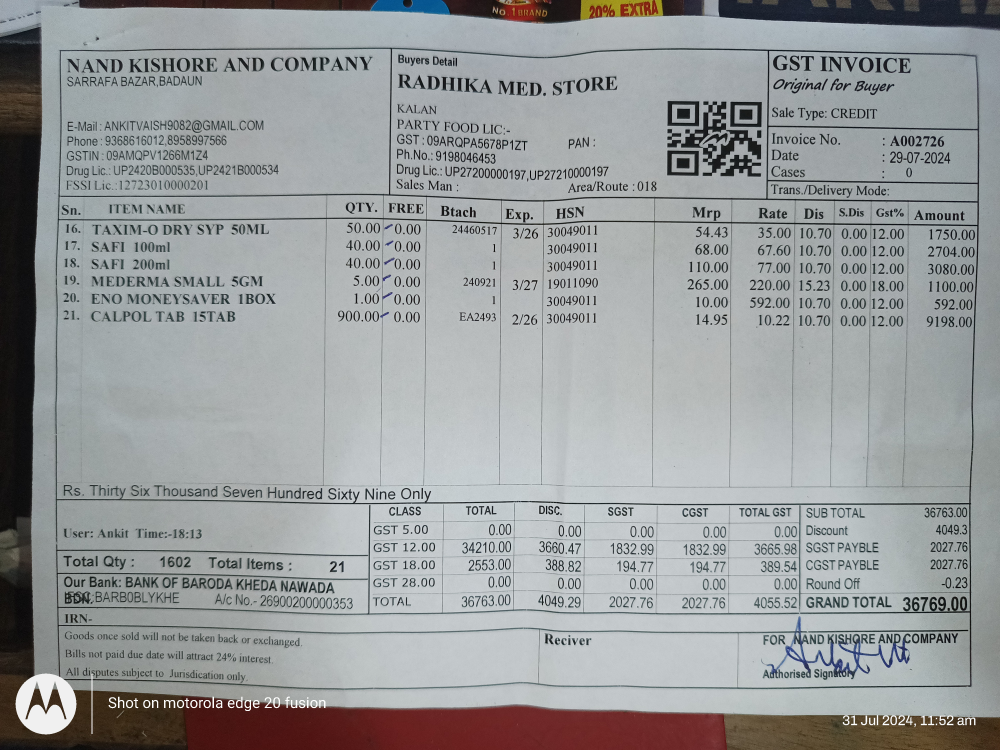 NO.1 BRAND
20% EXTRA
NAND KISHORE AND COMPANY
SARRAFA BAZAR,BADAUN
E-Mail : ANKITVAISH9082@GMAIL.COM
Phone : 9368616012,8958997566
GSTIN : 09AMQPV1266M1Z4
Drug Lic.: UP2420B000535,UP2421B000534
FSSI Lic.:12723010000201
Buyers Detail
RADHIKA MED. STORE
KALAN
PARTY FOOD LIC:-
GST : 09ARQPA5678P1ZT PAN :
Ph.No.: 9198046453
Drug Lic.: UP27200000197,UP27210000197
Sales Man : Area/Route : 018
GST INVOICE
Original for Buyer
Sale Type: CREDIT
Invoice No. : A002726
Date : 29-07-2024
Cases : 0
Trans./Delivery Mode:
Sn. ITEM NAME QTY. FREE Btach Exp. HSN Mrp Rate Dis S.Dis Gst% Amount
16. TAXIM-O DRY SYP 50ML 50.00 0.00 24460517 3/26 30049011 54.43 35.00 10.70 0.00 12.00 1750.00
17. SAFI 100ml 40.00 0.00 1 30049011 68.00 67.60 10.70 0.00 12.00 2704.00
18. SAFI 200ml 40.00 0.00 1 30049011 110.00 77.00 10.70 0.00 12.00 3080.00
19. MEDERMA SMALL 5GM 5.00 0.00 240921 3/27 19011090 265.00 220.00 15.23 0.00 18.00 1100.00
20. ENO MONEYSAVER 1BOX 1.00 0.00 1 30049011 10.00 592.00 10.70 0.00 12.00 592.00
21. CALPOL TAB 15TAB 900.00 0.00 EA2493 2/26 30049011 14.95 10.22 10.70 0.00 12.00 9198.00
Rs. Thirty Six Thousand Seven Hundred Sixty Nine Only
User: Ankit Time:-18:13
Total Qty : 1602 Total Items : 21
Our Bank: BANK OF BARODA KHEDA NAWADA
BDN.
BARB0BLYKHE A/c No.- 26900200000353
CLASS TOTAL DISC. SGST CGST TOTAL GST
GST 5.00 0.00 0.00 0.00 0.00 0.00
GST 12.00 34210.00 3660.47 1832.99 1832.99 3665.98
GST 18.00 2553.00 388.82 194.77 194.77 389.54
GST 28.00 0.00 0.00 0.00 0.00 0.00
TOTAL 36763.00 4049.29 2027.76 2027.76 4055.52
SUB TOTAL 36763.00
Discount 4049.3
SGST PAYBLE 2027.76
CGST PAYBLE 2027.76
Round Off -0.23
GRAND TOTAL 36769.00
IRN-
Goods once sold will not be taken back or exchanged.
Bills not paid due date will attract 24% interest.
All disputes subject to Jurisdication only.
Reciver
FOR NAND KISHORE AND COMPANY
Authorised Signatory
Shot on motorola edge 20 fusion
31 Jul 2024, 11:52 am